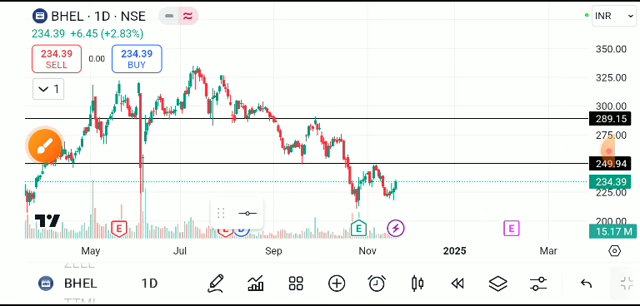 BHEL · 1D · NSE
INR
234.39 +6.45 (+2.83%)
234.39 SELL
0.00
234.39 BUY
1
350.00
325.00
300.00
289.15
275.00
249.94
234.39
225.00
200.00
15.17 M
E
E
D
E
E
May
Jul
Sep
Nov
2025
Mar
BHEL 1D